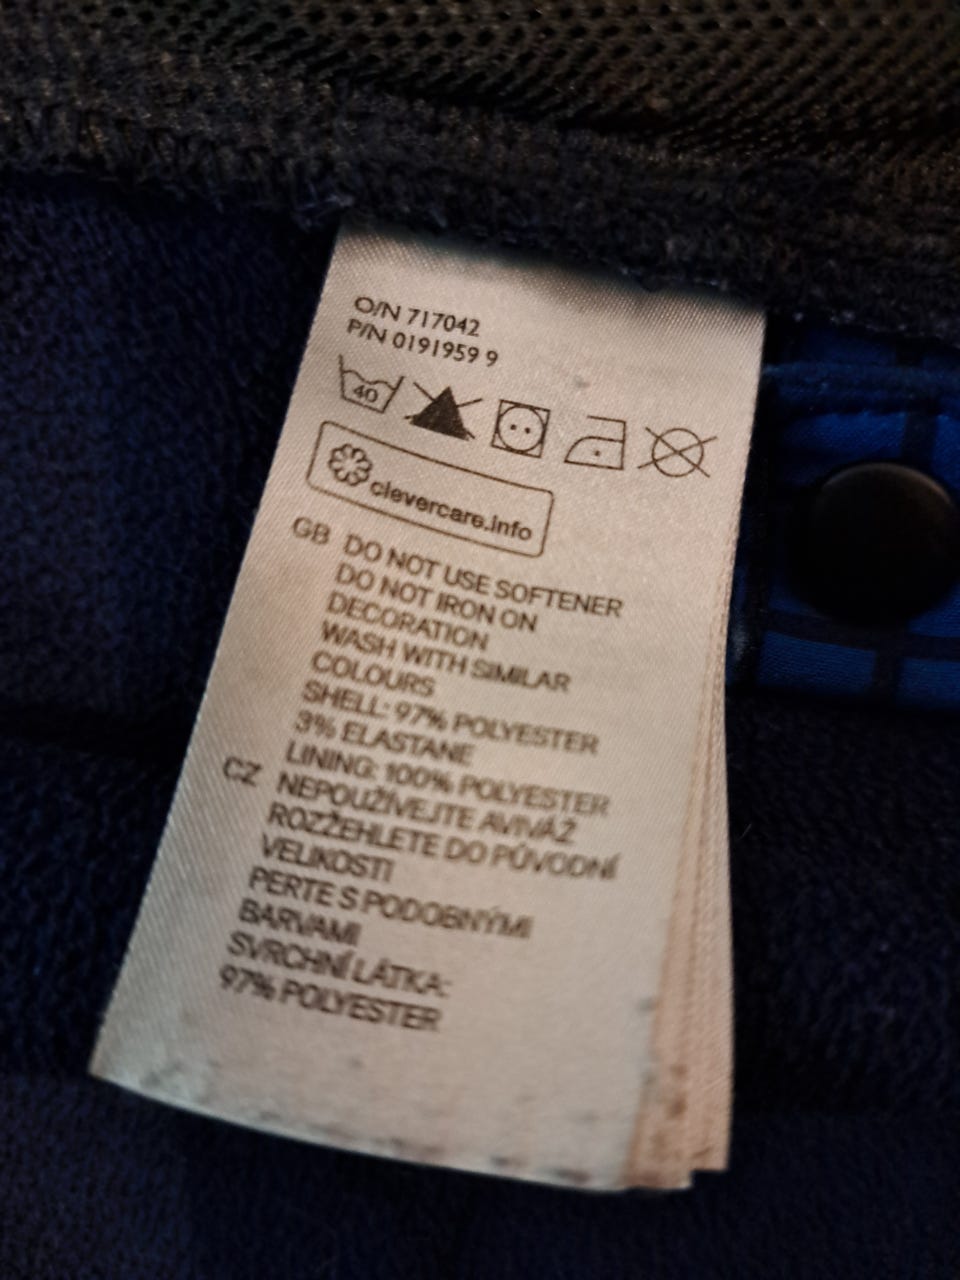 O/N 717042
P/N 0191959 9
40
clevercare.info
GB DO NOT USE SOFTENER
DO NOT IRON ON
DECORATION
WASH WITH SIMILAR
COLOURS
SHELL: 97% POLYESTER
3% ELASTANE
LINING: 100% POLYESTER
CZ NEPOUŽÍVEJTE AVIVÁŽ
ROZŽEHLETE DO PŮVODNÍ
VELIKOSTI
PERTE S PODOBNÝMI
BARVAMI
SVRCHNÍ LÁTKA:
97% POLYESTER